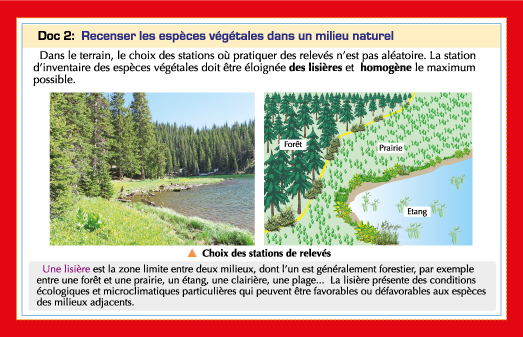 Doc 2: Recenser les espèces végétales dans un milieu naturel
Dans le terrain, le choix des stations où pratiquer des relevés n'est pas aléatoire. La station
d'inventaire des espèces végétales doit être éloignée des lisières et homogène le maximum
possible.
Forêt
Prairie
Etang
Choix des stations de relevés
Une lisière est la zone limite entre deux milieux, dont l'un est généralement forestier, par exemple
entre une forêt et une prairie, un étang, une clairière, une plage... La lisière présente des conditions
écologiques et microclimatiques particulières qui peuvent être favorables ou défavorables aux espèces
des milieux adjacents.